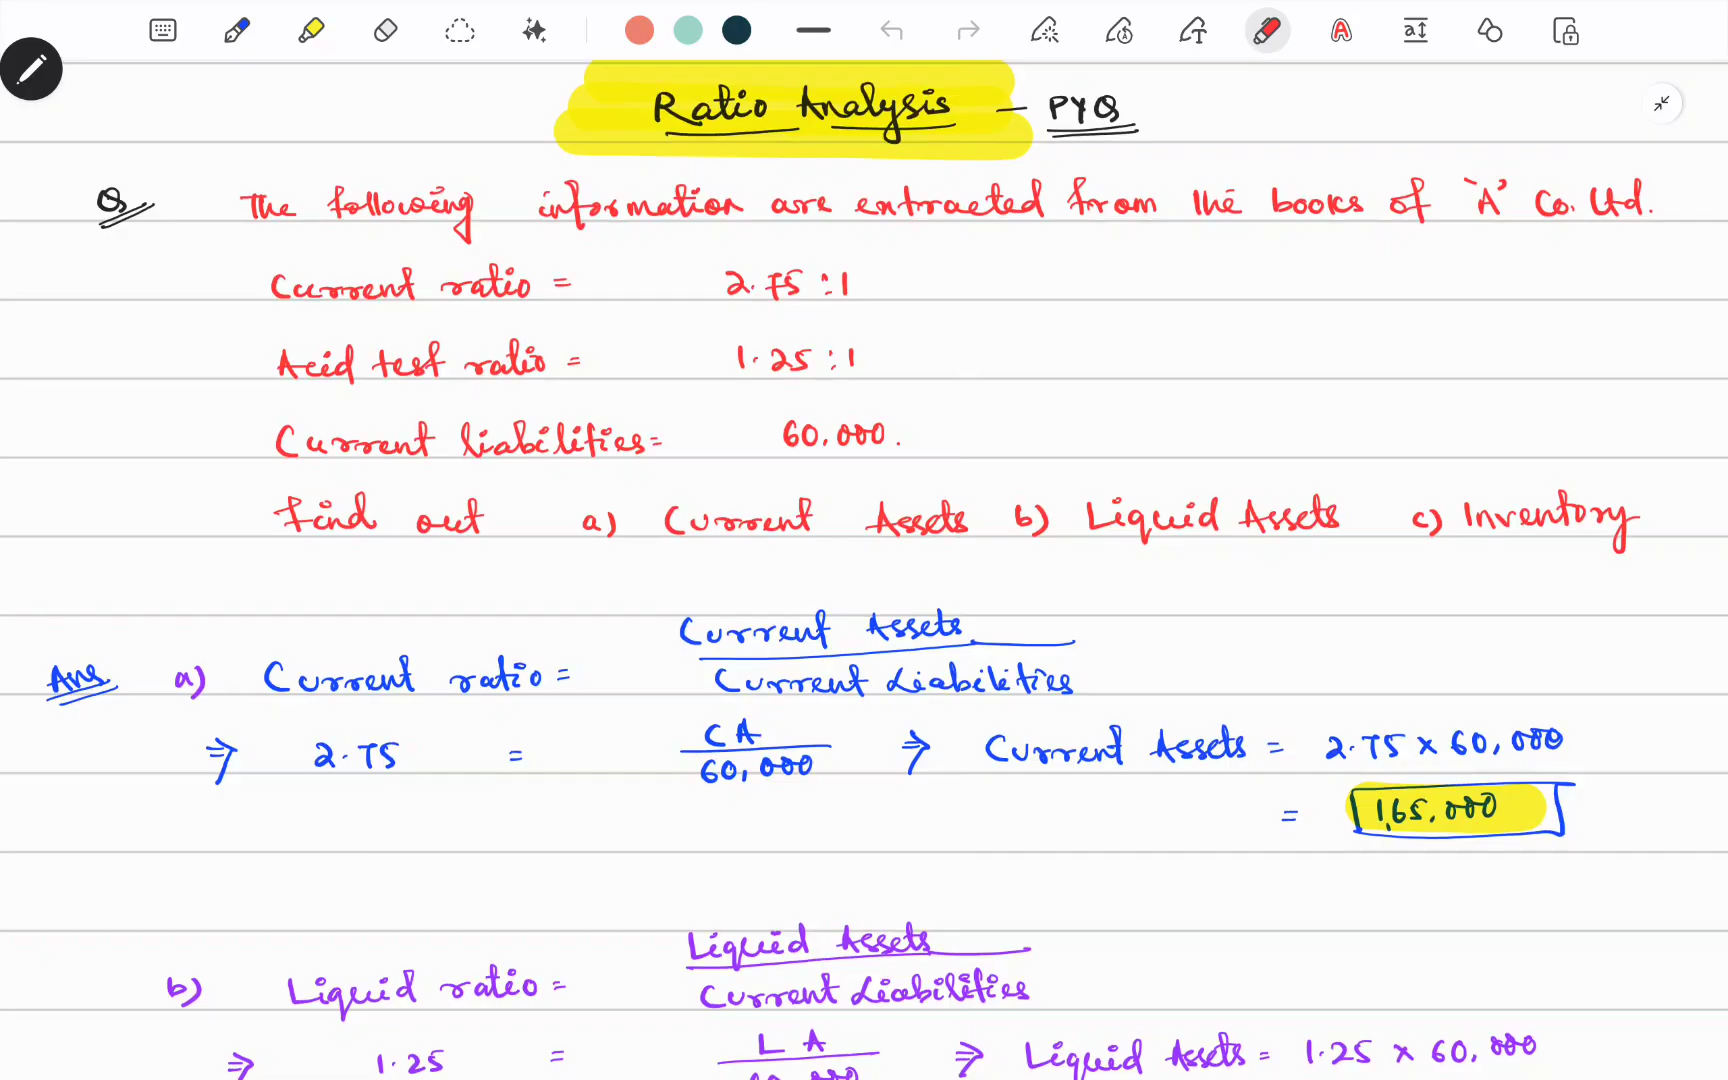 Ratio Analysis - PYQ
Q The following information are extracted from the books of 'A' Co. Ltd.
Current ratio = 2.75 : 1
Acid test ratio = 1.25 : 1
Current liabilities = 60,000.
Find out a) Current Assets b) Liquid Assets c) Inventory
Current Assets
Ans a) Current ratio =
Current Liabilities
CA
⇒ 2.75 = ⇒ Current Assets = 2.75 × 60,000
60,000
= 1,65,000
Liquid Assets
b) Liquid ratio =
Current Liabilities
LA
⇒ 1.25 = ⇒ Liquid Assets = 1.25 × 60,000